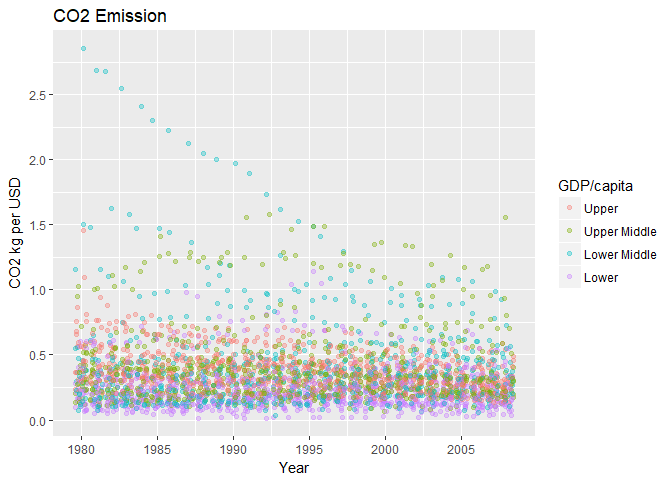 CO2 Emission
CO2 kg per USD
2.5
2.0
1.5
1.0
0.5
0.0
1980 1985 1990 1995 2000 2005
Year
GDP/capita
Upper
Upper Middle
Lower Middle
Lower